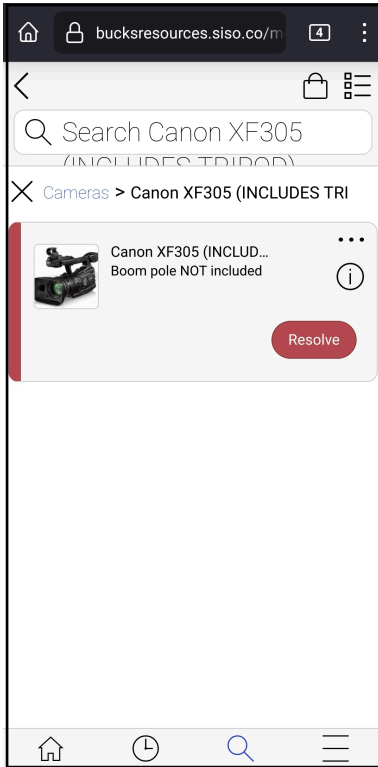 bucksresources.siso.co/m
4
Search Canon XF305
(INCLUDES TRIPOD)
Cameras > Canon XF305 (INCLUDES TRI
Canon XF305 (INCLUD...
Boom pole NOT included
Resolve